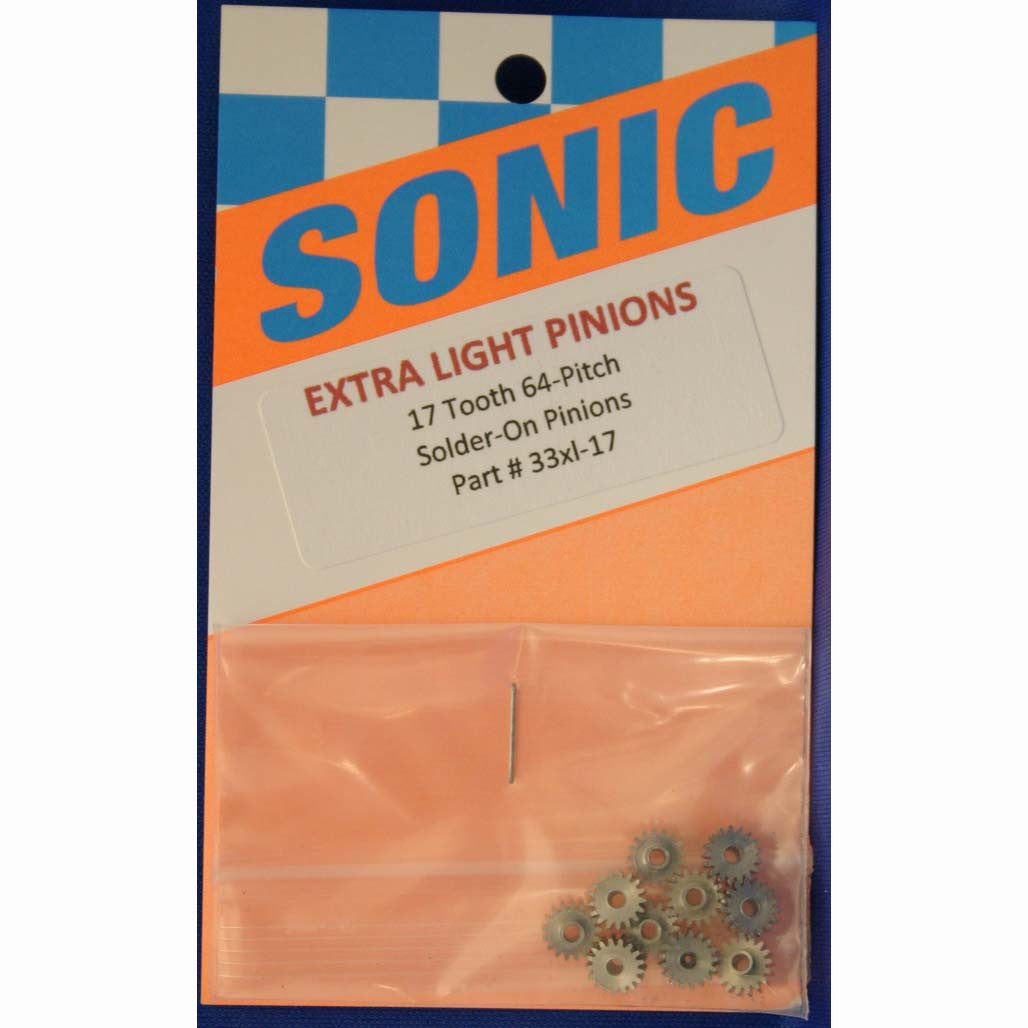 SONIC
EXTRA LIGHT PINIONS
17 Tooth 64-Pitch
Solder-On Pinions
Part # 33xl-17